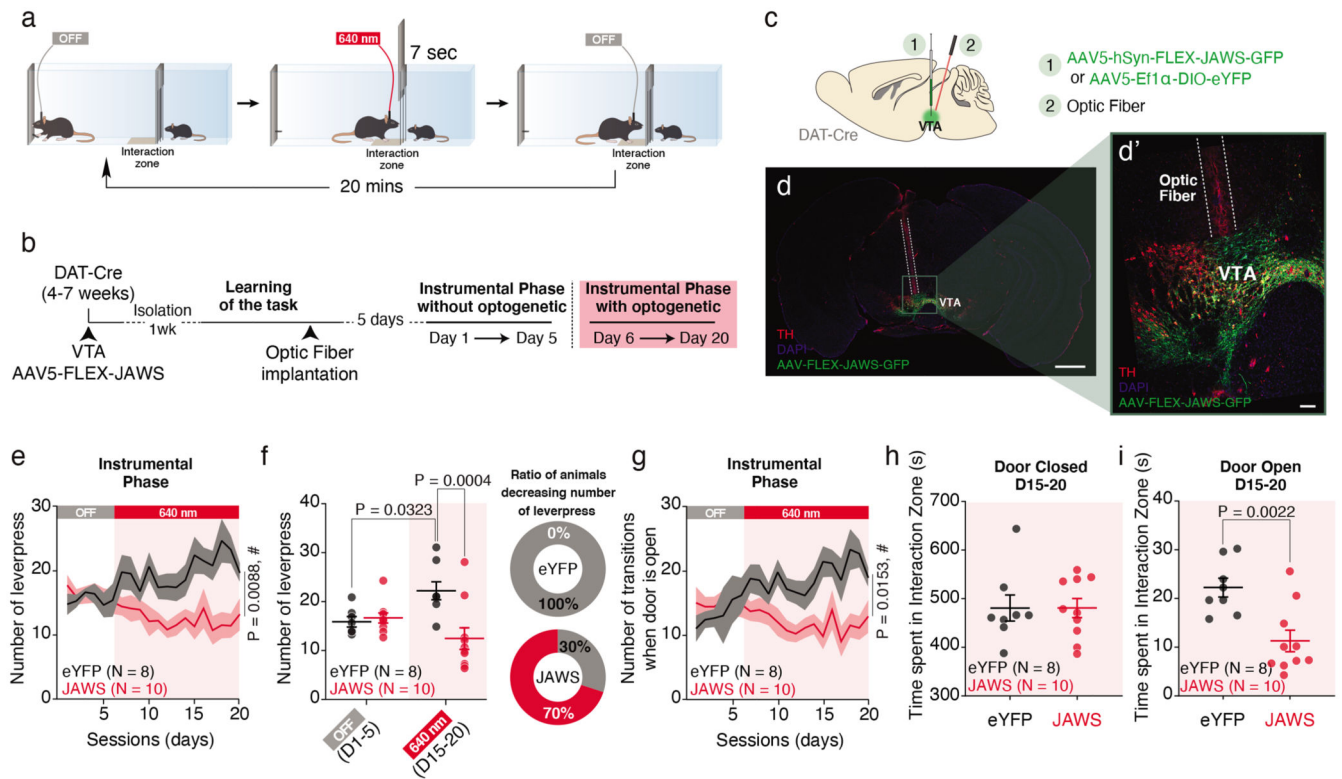 a
OFF
640 nm
7 sec
OFF
Interaction
zone
Interaction
zone
Interaction
zone
20 mins
b
DAT-Cre
(4-7 weeks)
Isolation
1wk
VTA
AAV5-FLEX-JAWS
Learning
of the task
Optic Fiber
implantation
5 days
Instrumental Phase
without optogenetic
Day 1
Day 5
Instrumental Phase
with optogenetic
Day 6
Day 20
c
1
2
VTA
DAT-Cre
1
AAV5-hSyn-FLEX-JAWS-GFP
or AAV5-Ef1α-DIO-eYFP
2
Optic Fiber
d
VTA
TH
DAPI
AAV-FLEX-JAWS-GFP
d'
Optic
Fiber
VTA
TH
DAPI
AAV-FLEX-JAWS-GFP
e
Instrumental
Phase
OFF
640 nm
Number of leverpress
30
20
10
0
P = 0.0088, #
eYFP (N = 8)
JAWS (N = 10)
5
10
15
20
Sessions (days)
f
P = 0.0004
P = 0.0323
Number of leverpress
40
30
20
10
0
eYFP (N = 8)
JAWS (N = 10)
OFF
(D1-5)
640 nm
(D15-20)
Ratio of animals
decreasing number
of leverpress
0%
eYFP
100%
30%
JAWS
70%
g
Instrumental
Phase
OFF
640 nm
Number of transitions
when door is open
30
20
10
0
P = 0.0153, #
eYFP (N = 8)
JAWS (N = 10)
5
10
15
20
Sessions (days)
h
Door Closed
D15-20
Time spent in Interaction Zone (s)
700
600
500
400
300
eYFP (N = 8)
JAWS (N = 10)
eYFP
JAWS
i
Door Open
D15-20
P = 0.0022
Time spent in Interaction Zone (s)
40
30
20
10
0
eYFP (N = 8)
JAWS (N = 10)
eYFP
JAWS